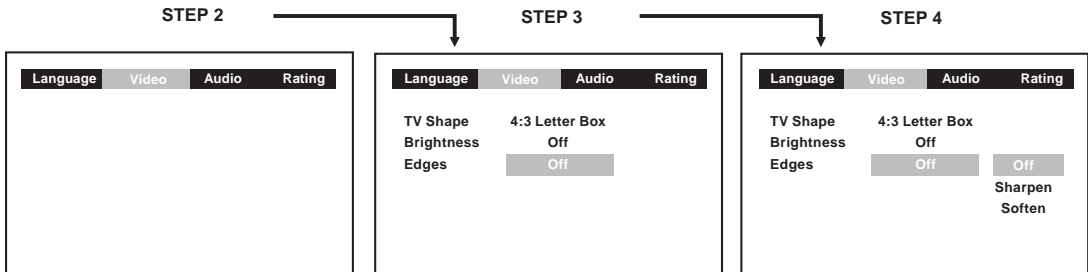 STEP 2 STEP 3 STEP 4
Language Video Audio Rating
Language Video Audio Rating
TV Shape 4:3 Letter Box
Brightness Off
Edges Off
Language Video Audio Rating
TV Shape 4:3 Letter Box
Brightness Off
Edges Off Off
Sharpen
Soften